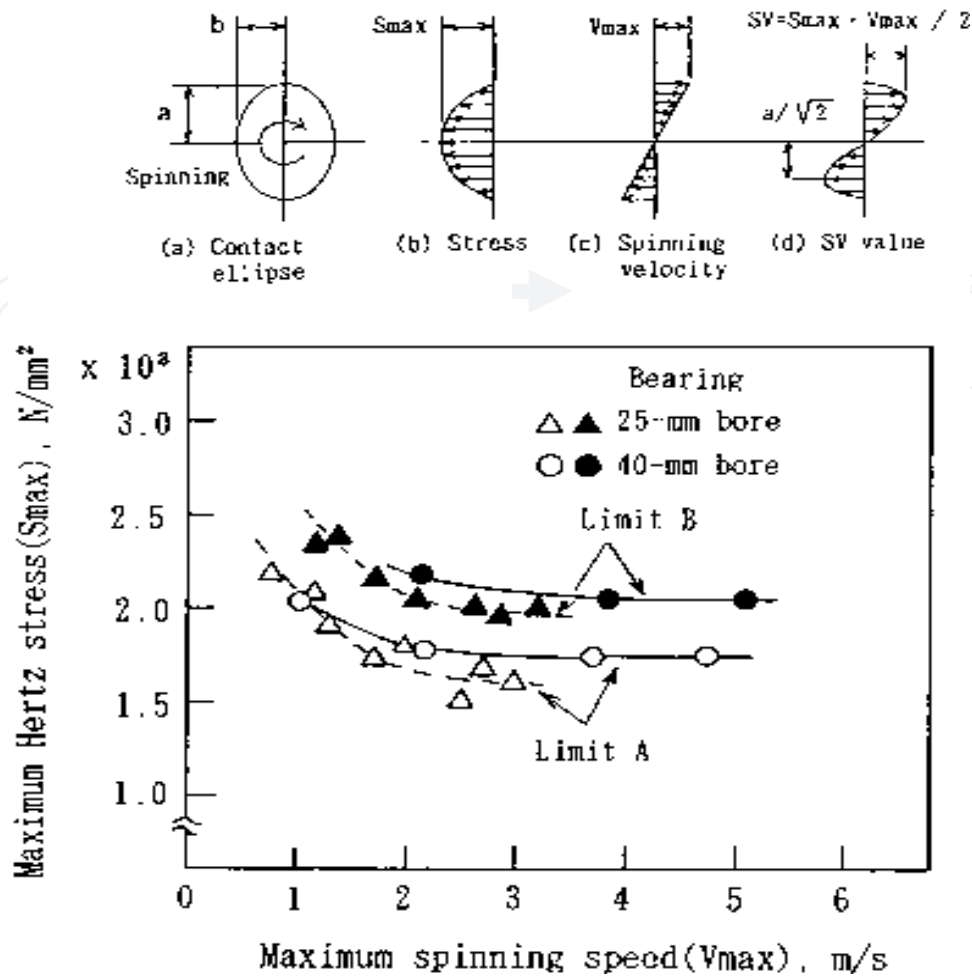 b
Smax
Vmax
SV=Smax · Vmax / 2
a
a/√2
Spinning
(a) Contact ellipse
(b) Stress
(c) Spinning velocity
(d) SV value
Maximum Hertz stress(Smax), N/mm²
x 10³
3.0
2.5
2.0
1.5
1.0
Bearing
25-mm bore
40-mm bore
Limit B
Limit A
0 1 2 3 4 5 6
Maximum spinning speed(Vmax), m/s